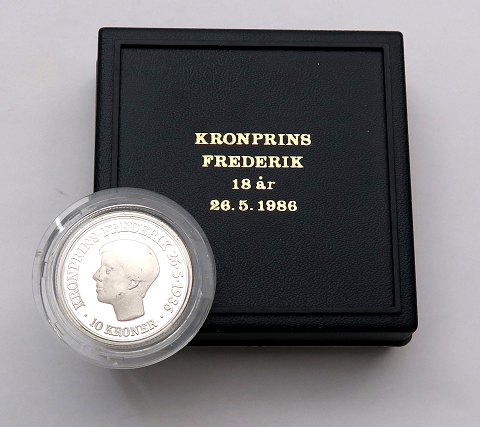 KRONPRINS
FREDERIK
18 år
26.5.1986
KRONPRINS FREDERIK 26·5·1986
· 10 KRONER ·